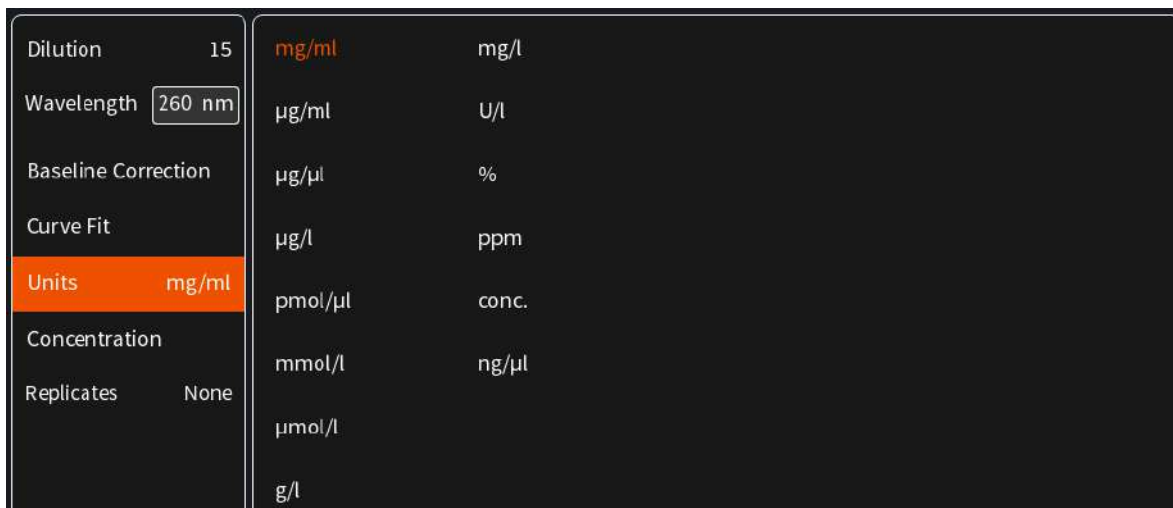 Dilution 15
Wavelength 260 nm
Baseline Correction
Curve Fit
Units mg/ml
Concentration
Replicates None
mg/ml
µg/ml
µg/µl
µg/l
pmol/µl
mmol/l
µmol/l
g/l
mg/l
U/l
%
ppm
conc.
ng/µl